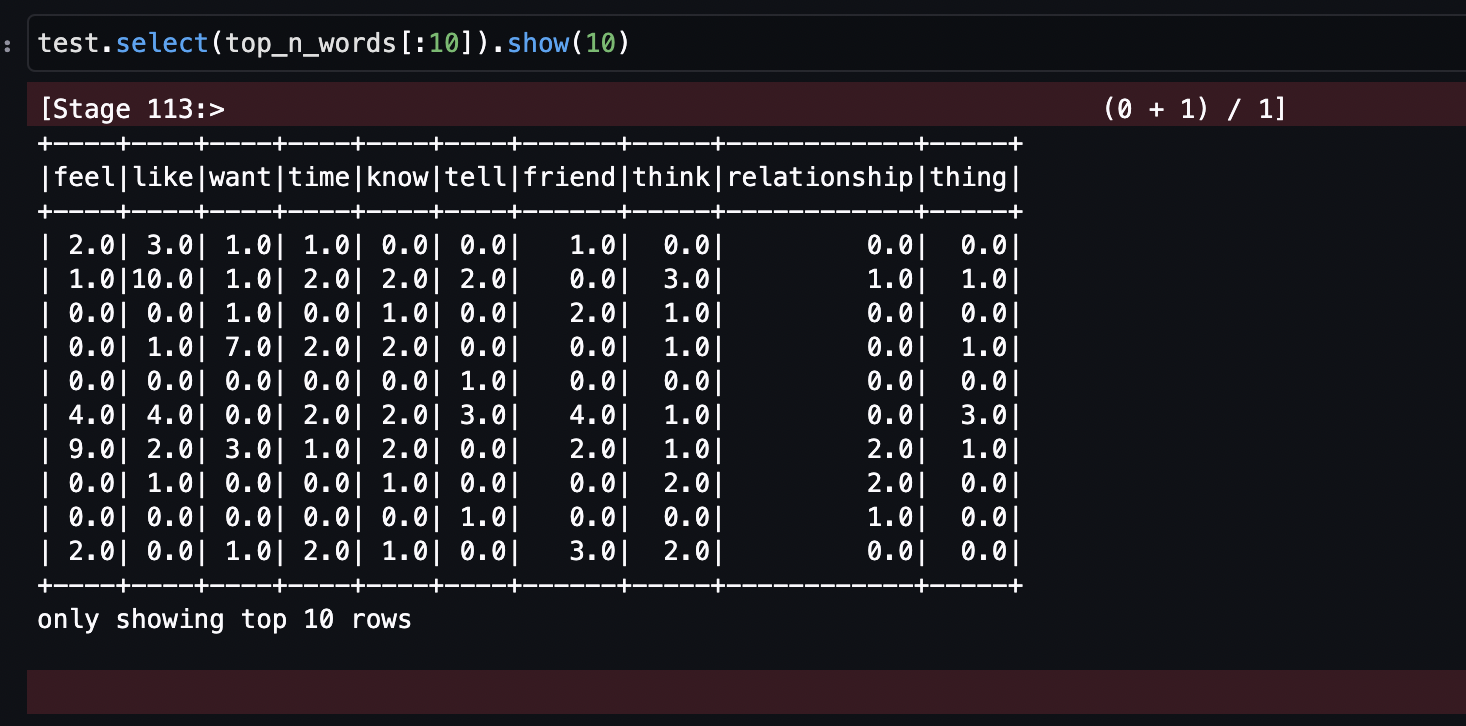 :
test.select(top_n_words[:10]).show(10)
[Stage 113:> (0 + 1) / 1]
+----+----+----+----+----+----+------+-----+------------+-----+
|feel|like|want|time|know|tell|friend|think|relationship|thing|
+----+----+----+----+----+----+------+-----+------------+-----+
| 2.0| 3.0| 1.0| 1.0| 0.0| 0.0|   1.0|  0.0|         0.0|  0.0|
| 1.0|10.0| 1.0| 2.0| 2.0| 2.0|   0.0|  3.0|         1.0|  1.0|
| 0.0| 0.0| 1.0| 0.0| 1.0| 0.0|   2.0|  1.0|         0.0|  0.0|
| 0.0| 1.0| 7.0| 2.0| 2.0| 0.0|   0.0|  1.0|         0.0|  1.0|
| 0.0| 0.0| 0.0| 0.0| 0.0| 1.0|   0.0|  0.0|         0.0|  0.0|
| 4.0| 4.0| 0.0| 2.0| 2.0| 3.0|   4.0|  1.0|         0.0|  3.0|
| 9.0| 2.0| 3.0| 1.0| 2.0| 0.0|   2.0|  1.0|         2.0|  1.0|
| 0.0| 1.0| 0.0| 0.0| 1.0| 0.0|   0.0|  2.0|         2.0|  0.0|
| 0.0| 0.0| 0.0| 0.0| 0.0| 1.0|   0.0|  0.0|         1.0|  0.0|
| 2.0| 0.0| 1.0| 2.0| 1.0| 0.0|   3.0|  2.0|         0.0|  0.0|
+----+----+----+----+----+----+------+-----+------------+-----+
only showing top 10 rows